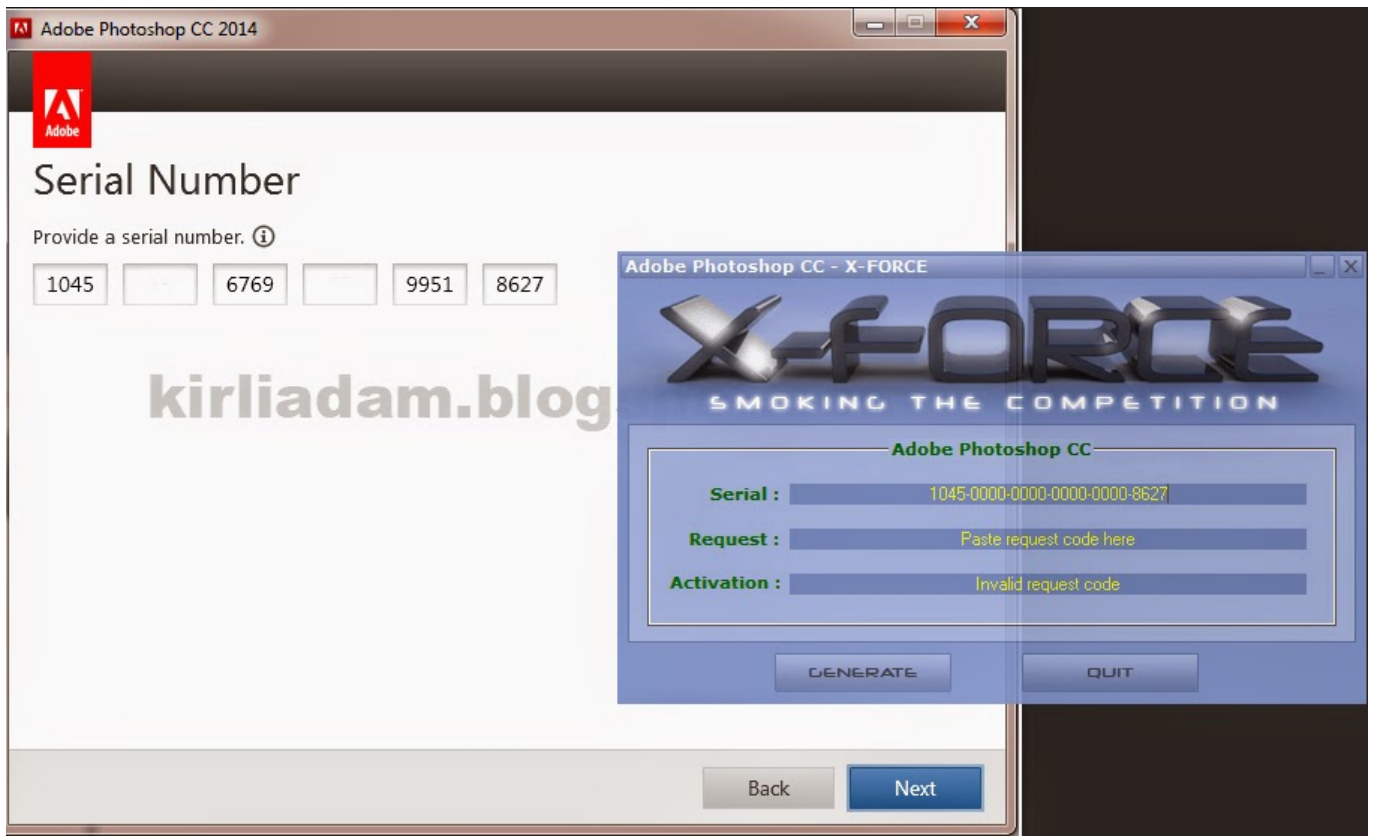 Adobe Photoshop CC 2014
Adobe
Serial Number
Provide a serial number.
1045 6769 9951 8627
kirliadam.blog
Adobe Photoshop CC - X-FORCE
X-FORCE
SMOKING THE COMPETITION
Adobe Photoshop CC
Serial : 1045-0000-0000-0000-0000-8627
Request : Paste request code here
Activation : Invalid request code
GENERATE QUIT
Back Next